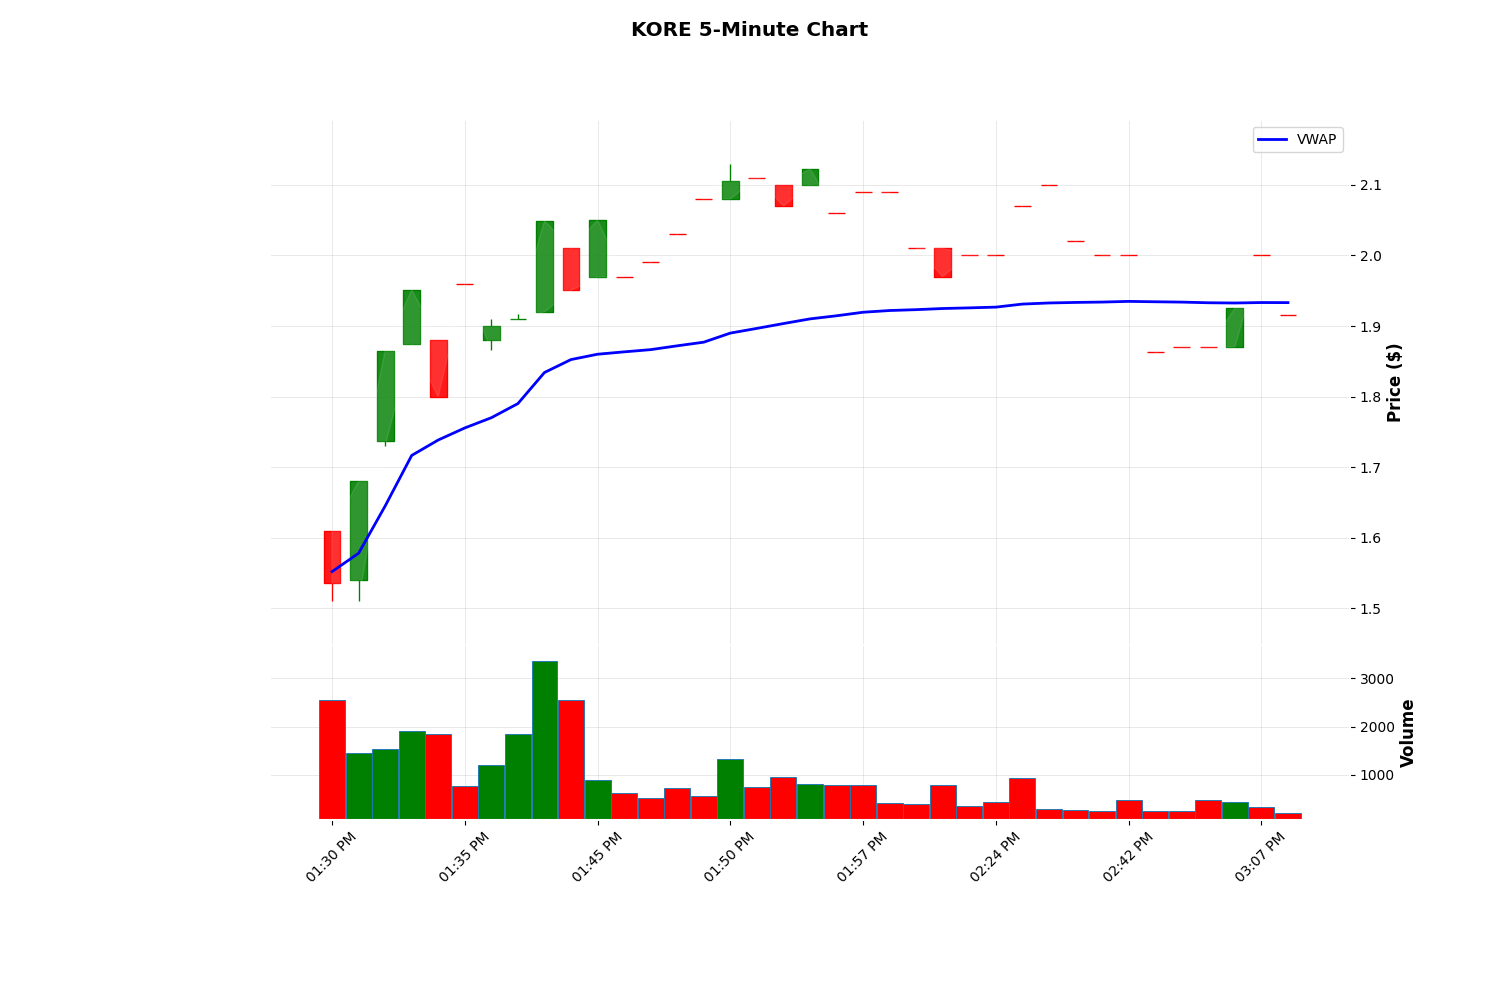 KORE 5-Minute Chart
VWAP
2.1
2.0
1.9
1.8
1.7
1.6
1.5
Price ($)
3000
2000
1000
Volume
01:30 PM
01:35 PM
01:45 PM
01:50 PM
01:57 PM
02:24 PM
02:42 PM
03:07 PM